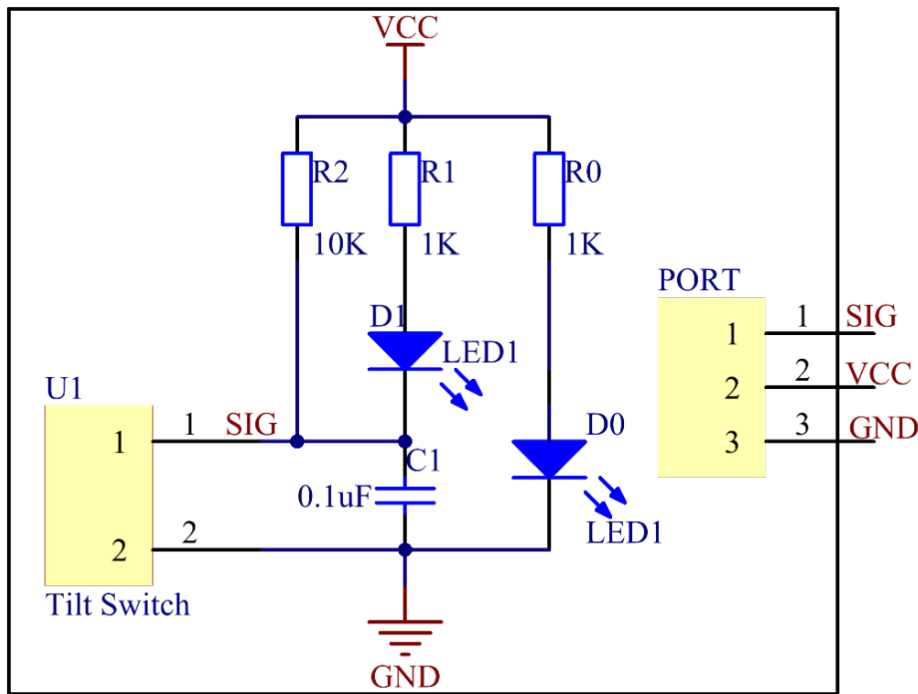 VCC
R2
R1
R0
10K
1K
1K
PORT
D1
LED1
1
1
SIG
2
2
VCC
3
3
GND
U1
1
1
SIG
D0
C1
0.1uF
2
2
LED1
Tilt Switch
GND